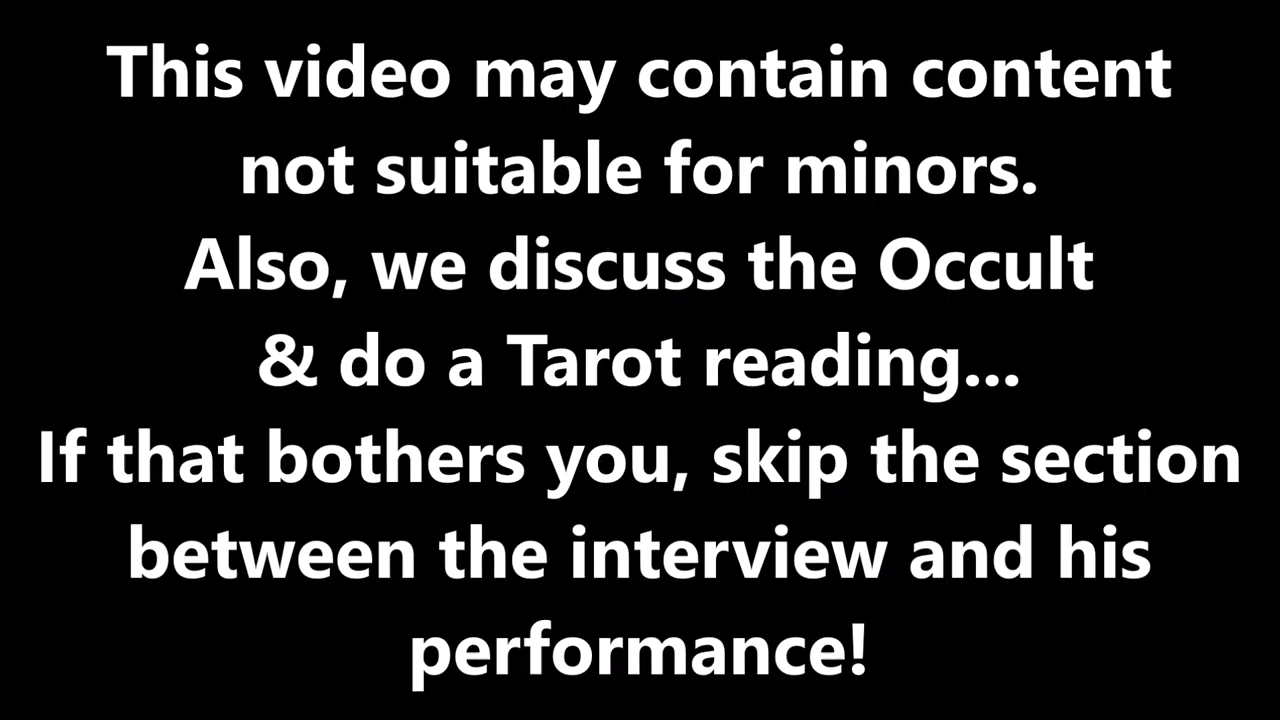 This video may contain content
not suitable for minors.
Also, we discuss the Occult
& do a Tarot reading...
If that bothers you, skip the section
between the interview and his
performance!